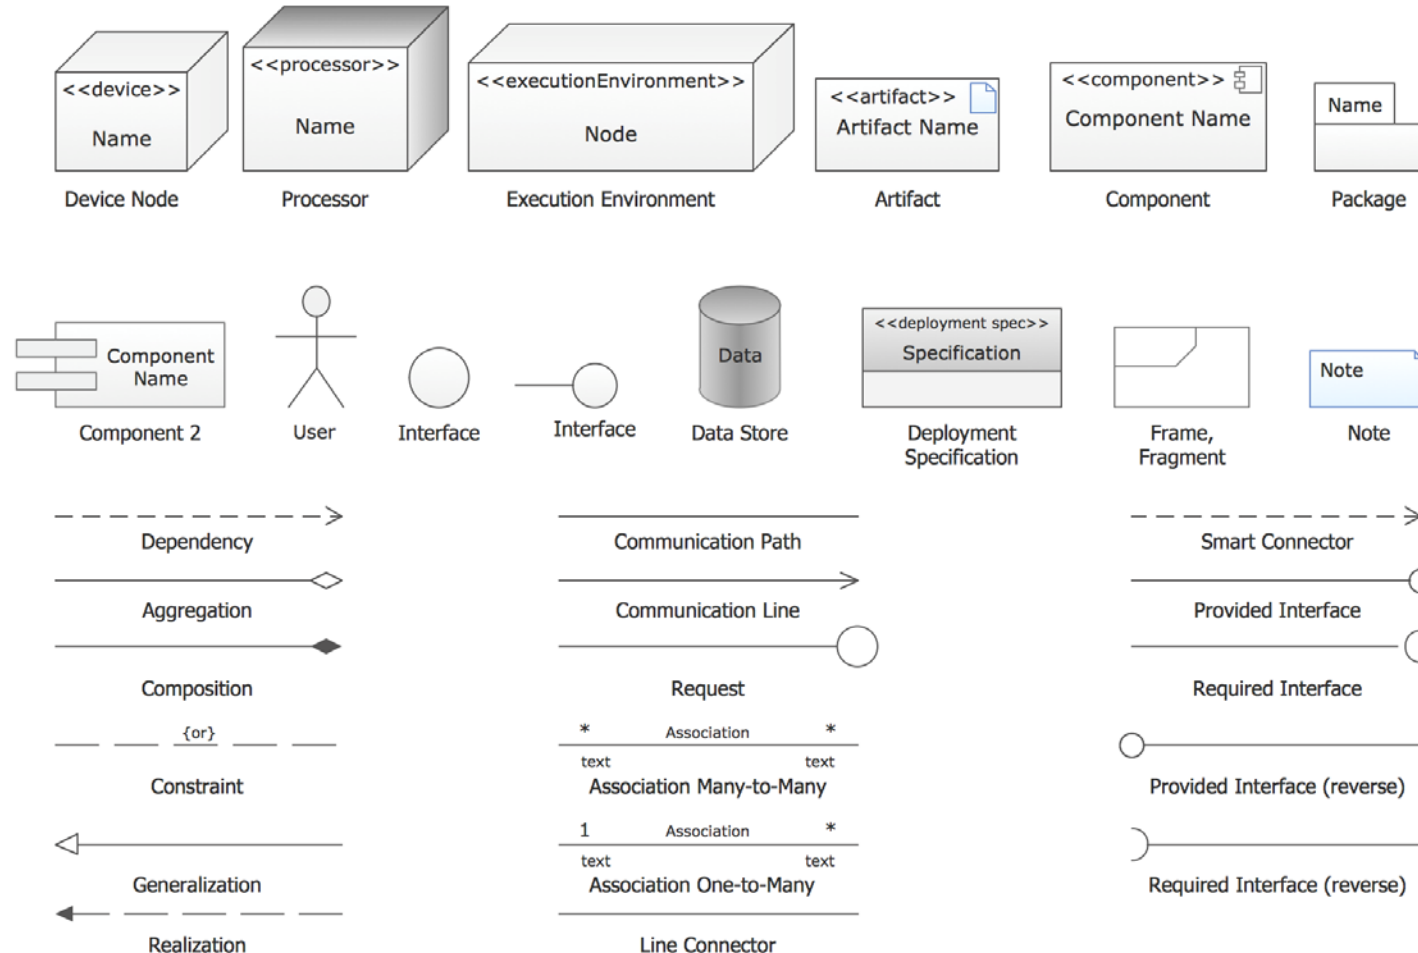 <<device>>
Name
Device Node
<<processor>>
Name
Processor
<<executionEnvironment>>
Node
Execution Environment
<<artifact>>
Artifact Name
Artifact
<<component>>
Component Name
Component
Name
Package
Component
Name
Component 2
User
Interface
Interface
Data
Data Store
<<deployment spec>>
Specification
Deployment
Specification
Frame,
Fragment
Note
Note
Dependency
Communication Path
Smart Connector
Aggregation
Communication Line
Provided Interface
Composition
Request
Required Interface
{or}
Constraint
* Association *
text text
Association Many-to-Many
Provided Interface (reverse)
Generalization
1 Association *
text text
Association One-to-Many
Required Interface (reverse)
Realization
Line Connector